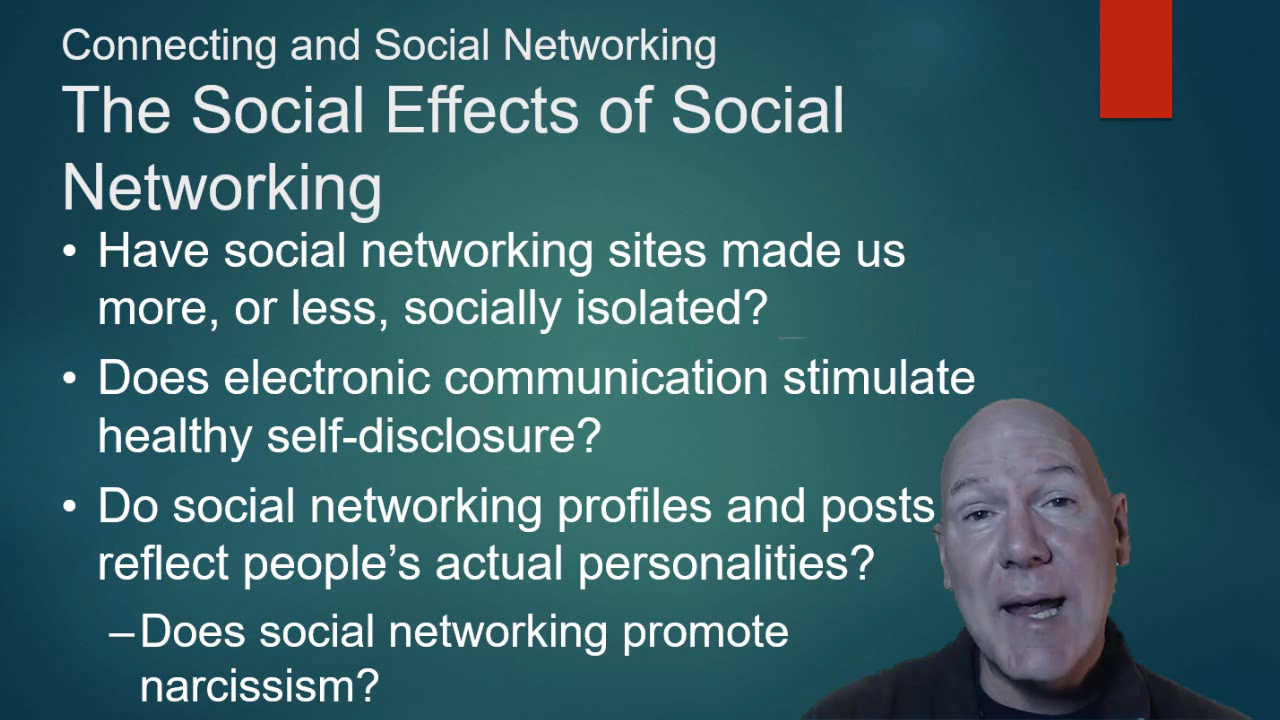 Connecting and Social Networking
The Social Effects of Social
Networking
• Have social networking sites made us
more, or less, socially isolated?
• Does electronic communication stimulate
healthy self-disclosure?
• Do social networking profiles and posts
reflect people’s actual personalities?
–Does social networking promote
narcissism?